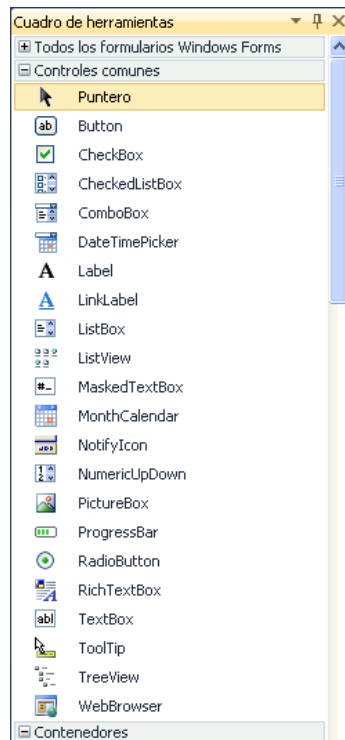 Cuadro de herramientas
Todos los formularios Windows Forms
Controles comunes
Puntero
Button
CheckBox
CheckedListBox
ComboBox
DateTimePicker
Label
LinkLabel
ListBox
ListView
MaskedTextBox
MonthCalendar
NotifyIcon
NumericUpDown
PictureBox
ProgressBar
RadioButton
RichTextBox
TextBox
ToolTip
TreeView
WebBrowser
Contenedores